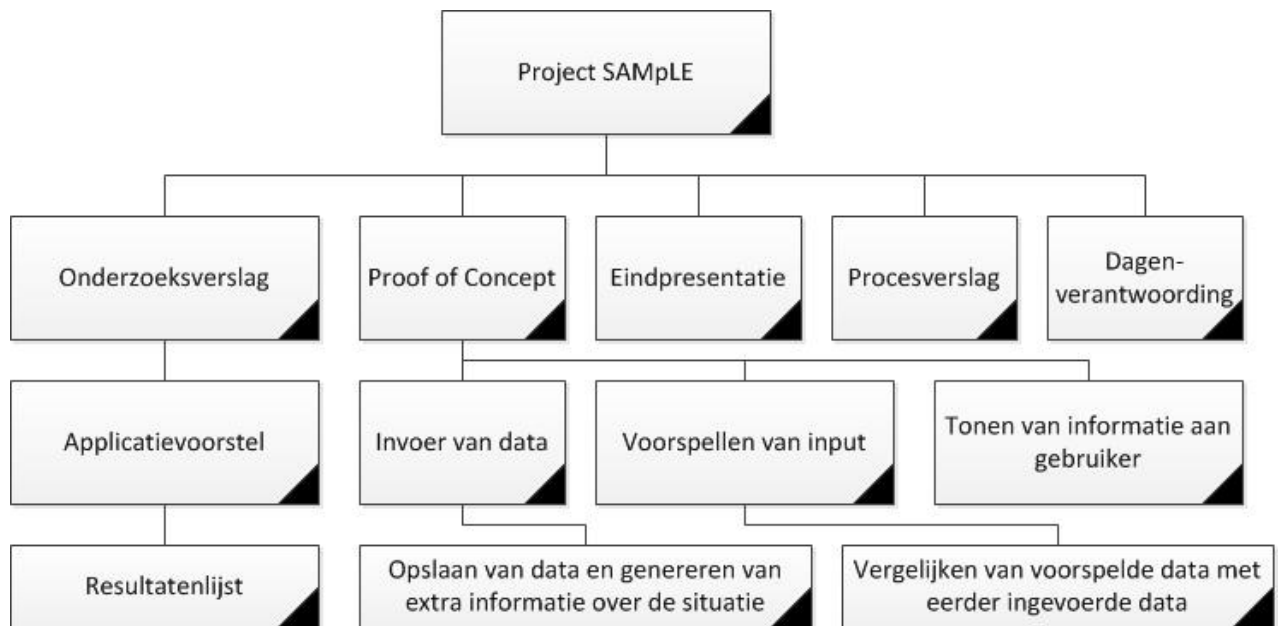 Project SAMpLE
Onderzoeksverslag
Proof of Concept
Eindpresentatie
Procesverslag
Dagen-
verantwoording
Applicatievoorstel
Invoer van data
Voorspellen van input
Tonen van informatie aan
gebruiker
Resultatenlijst
Opslaan van data en genereren van
extra informatie over de situatie
Vergelijken van voorspelde data met
eerder ingevoerde data